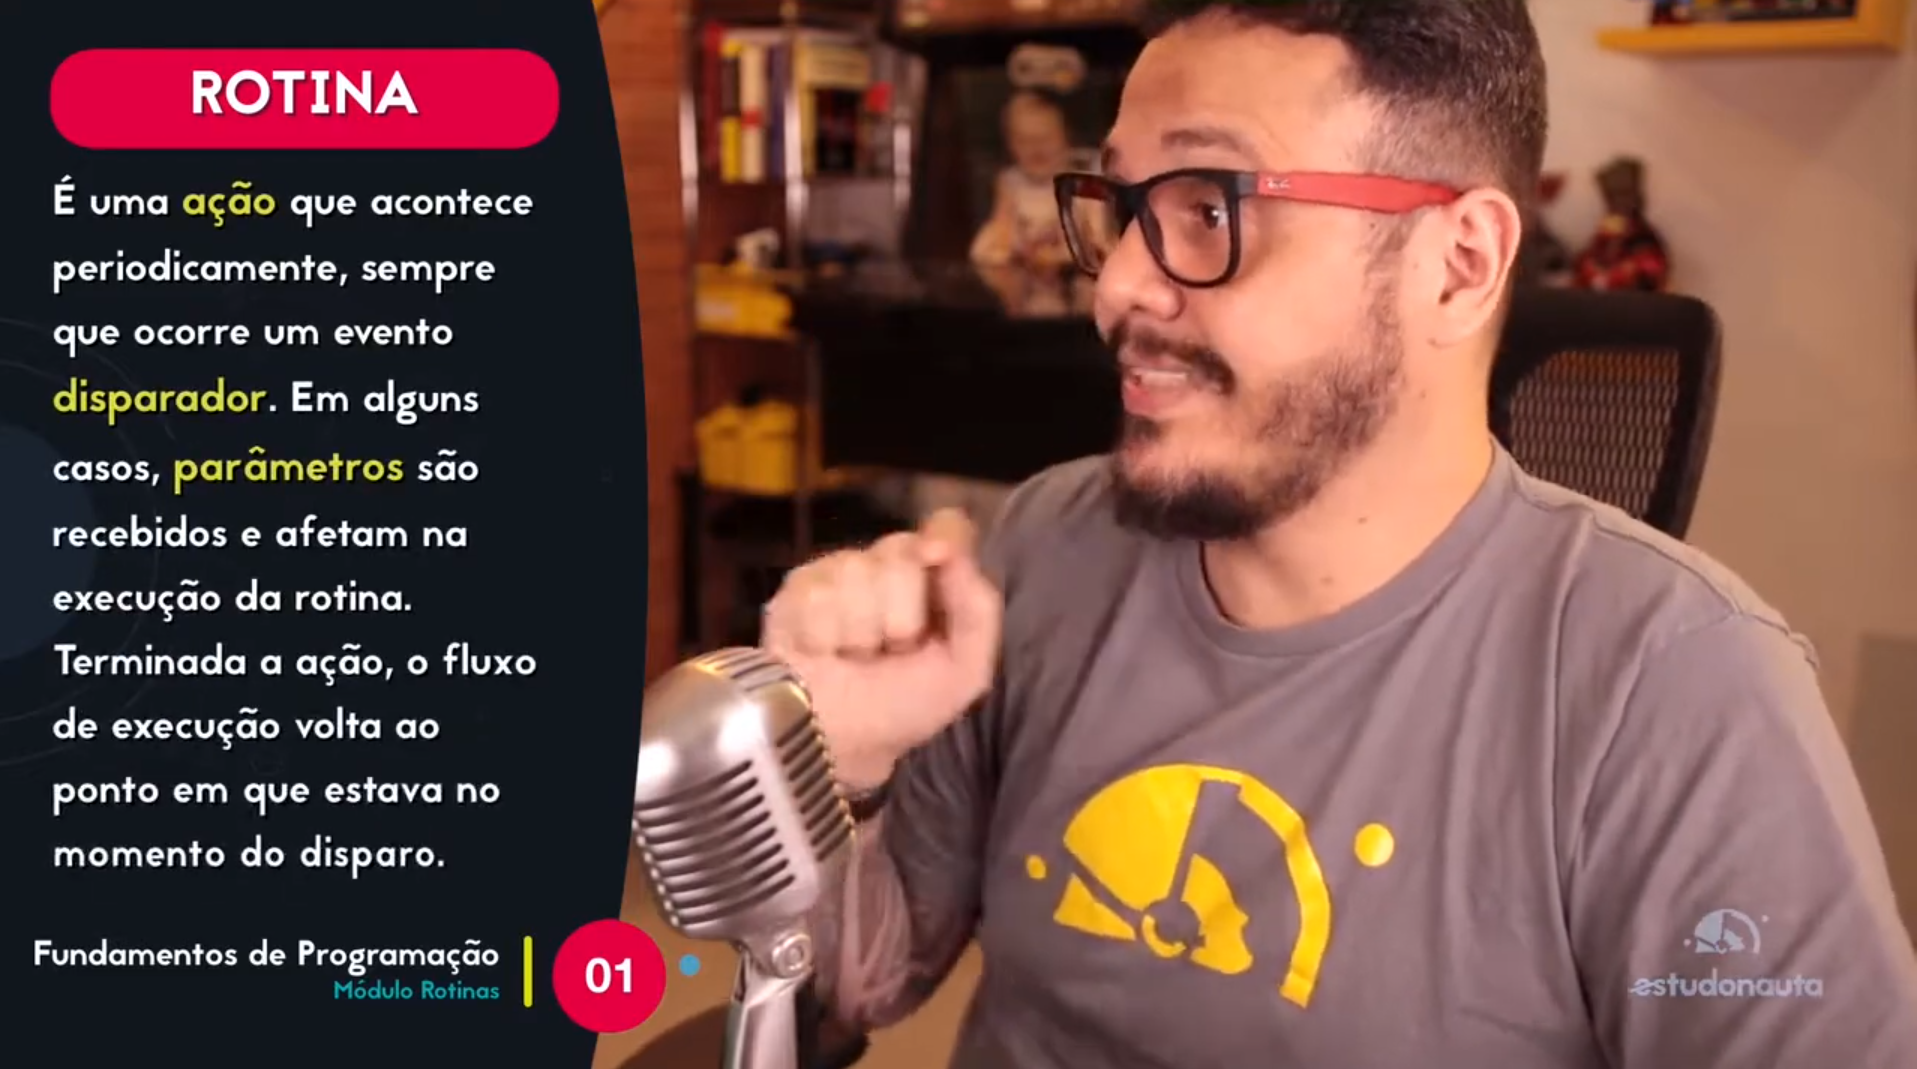 ROTINA
É uma ação que acontece
periodicamente, sempre
que ocorre um evento
disparador. Em alguns
casos, parâmetros são
recebidos e afetam na
execução da rotina.
Terminada a ação, o fluxo
de execução volta ao
ponto em que estava no
momento do disparo.
Fundamentos de Programação
Módulo Rotinas
01
Ray-Ban
estudonauta